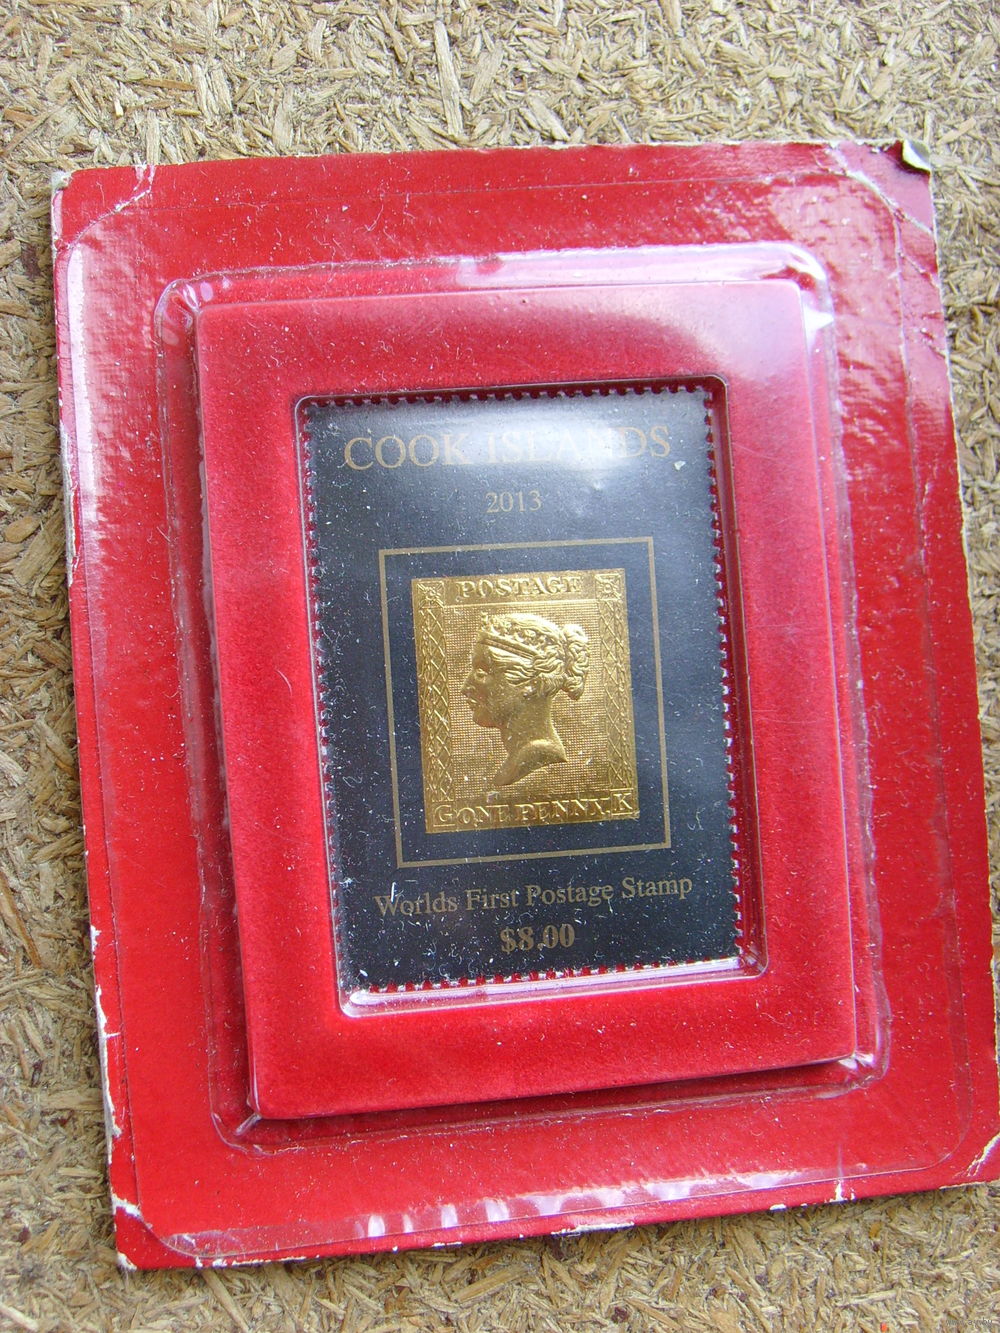 COOK ISLANDS
2013
POSTAGE
G ONE PENNY. K
Worlds First Postage Stamp
$8.00